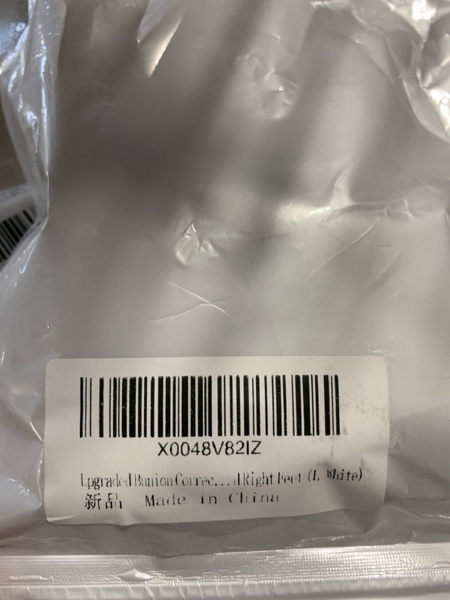 X0048V82IZ
Upgraded Bunion Correc...d Right Feet (L, White)
新品 Made in China